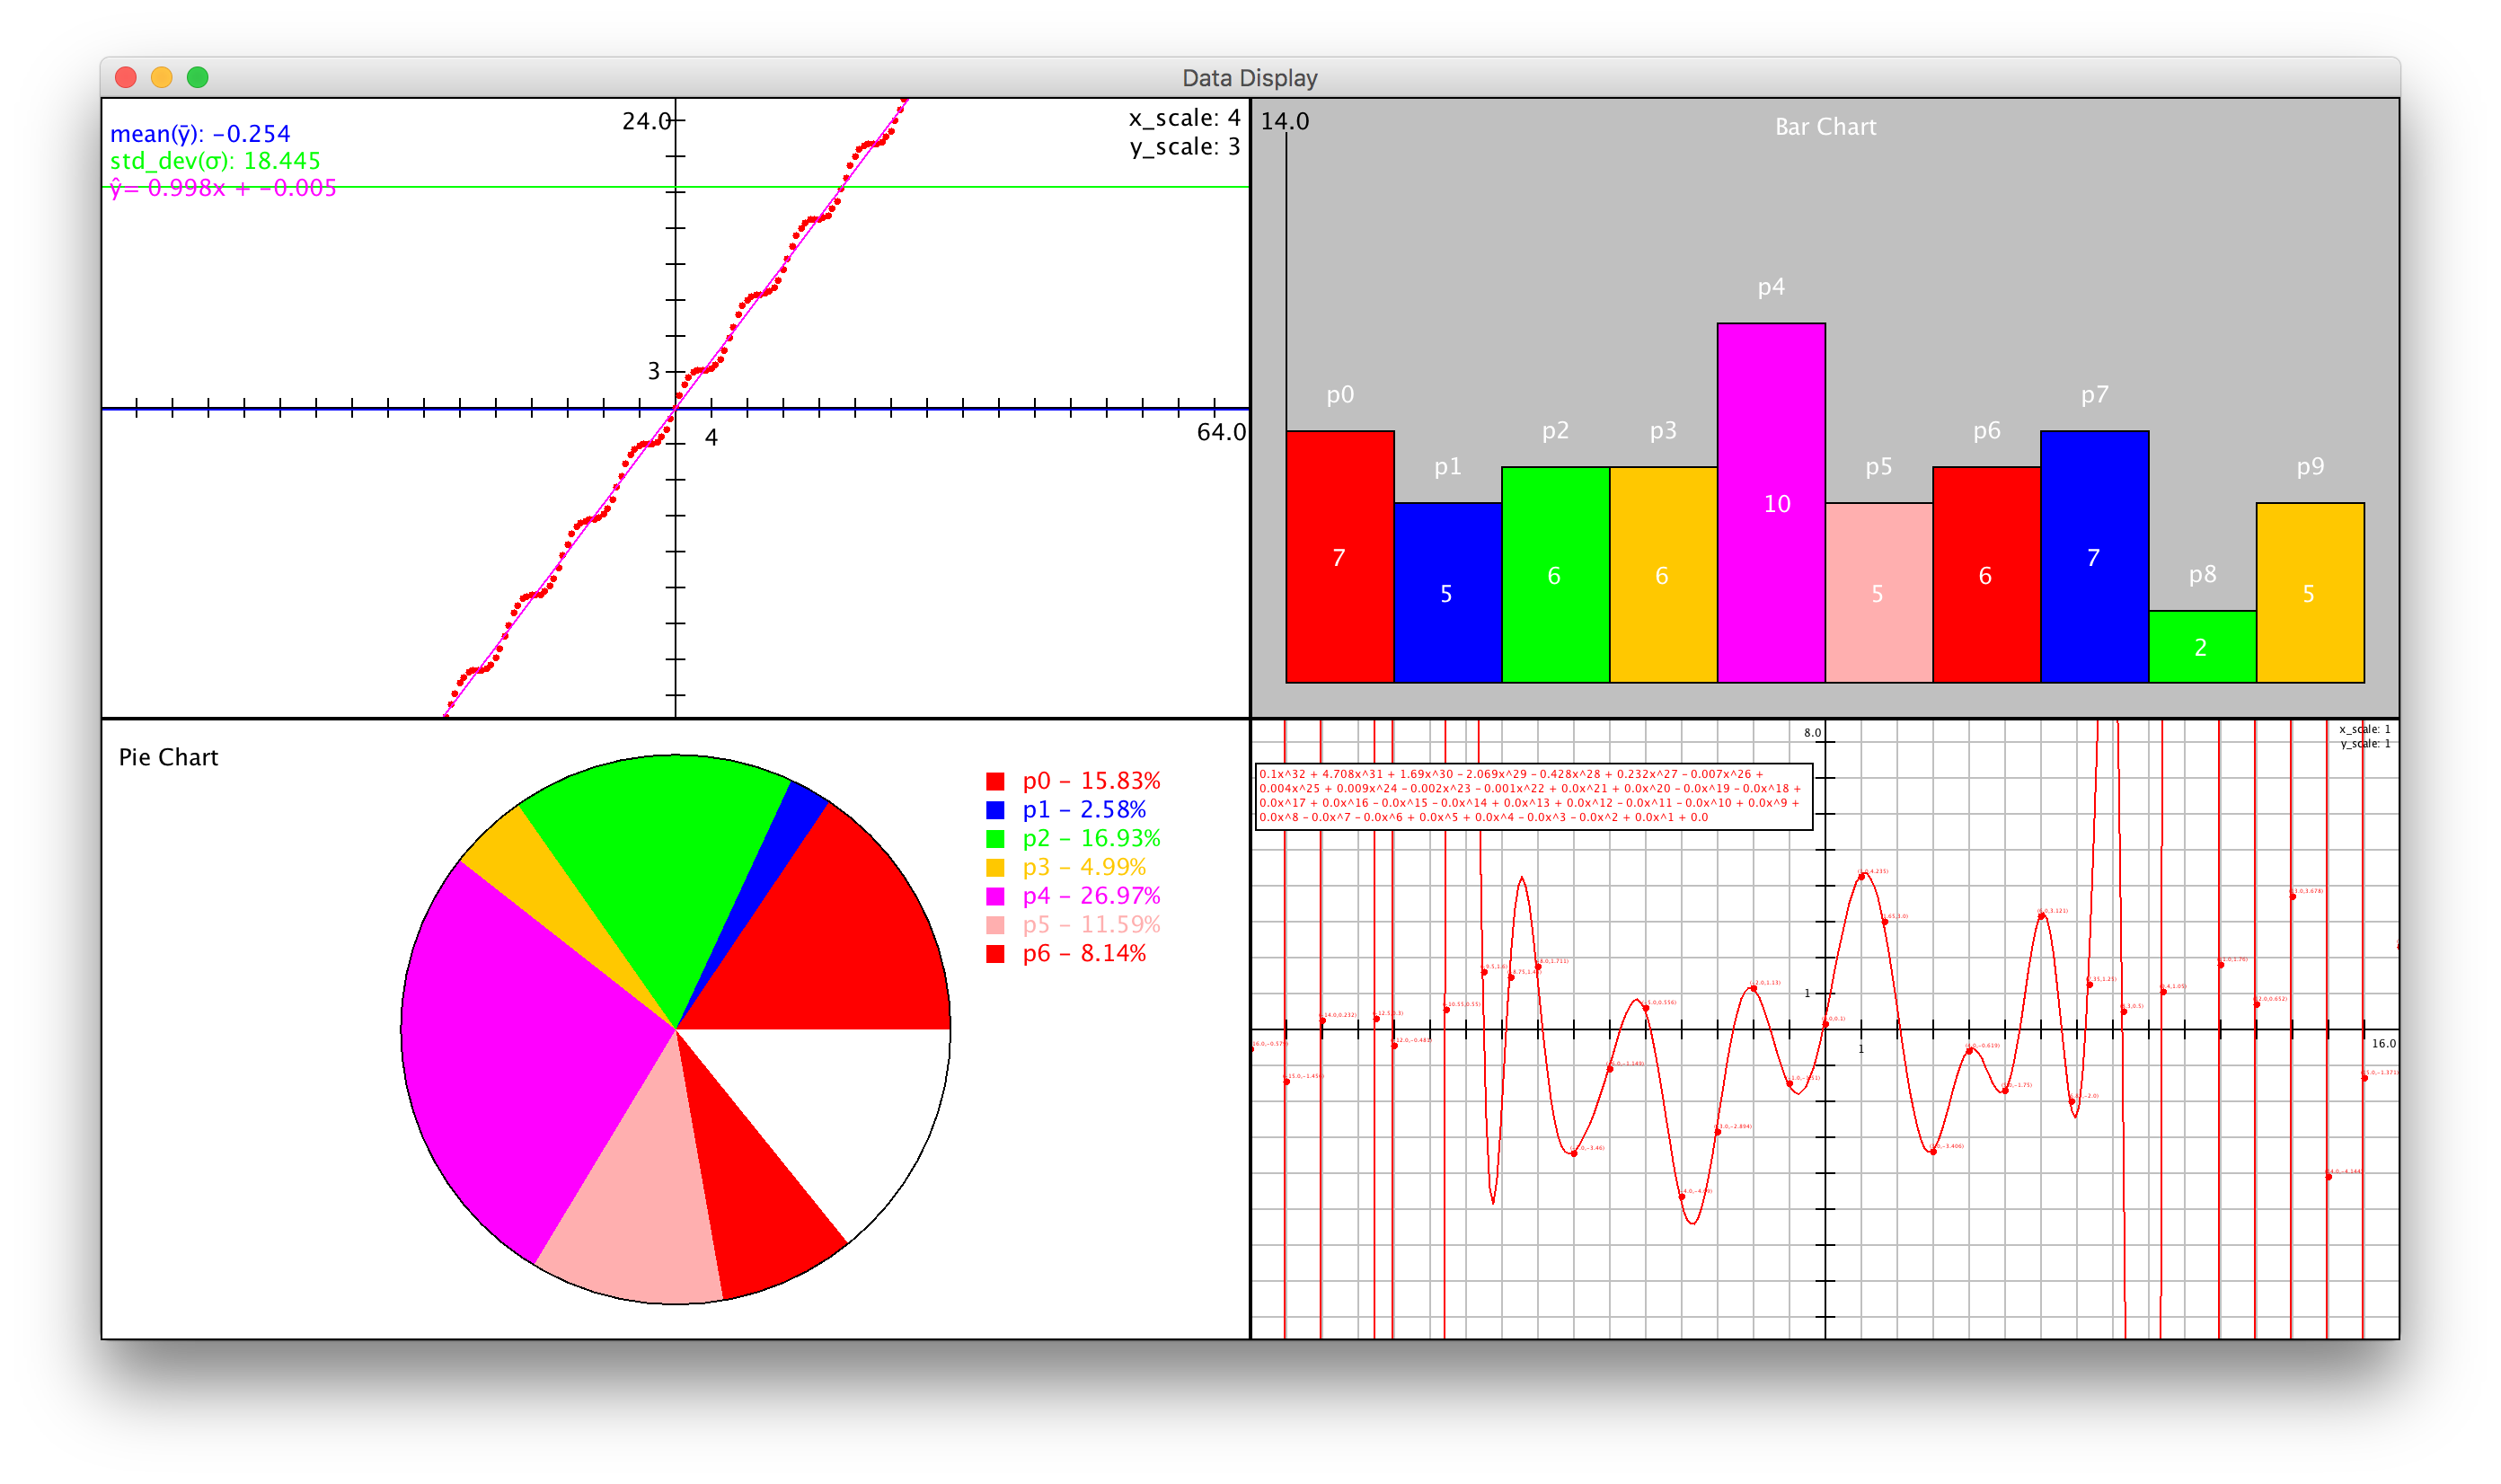 Data Display
mean(ȳ): -0.254
std_dev(σ): 18.445
ŷ= 0.998x + -0.005
24.0
x_scale: 4
y_scale: 3
3
4
64.0
14.0
Bar Chart
p4
p0
p7
p2
p3
p6
p1
p5
p9
10
7
7
p8
6
6
6
5
5
5
2
Pie Chart
p0 – 15.83%
p1 – 2.58%
p2 – 16.93%
p3 – 4.99%
p4 – 26.97%
p5 – 11.59%
p6 – 8.14%
8.0
x_scale: 1
y_scale: 1
0.1x^32 + 4.708x^31 + 1.69x^30 – 2.069x^29 – 0.428x^28 + 0.232x^27 – 0.007x^26 +
0.004x^25 + 0.009x^24 – 0.002x^23 – 0.001x^22 + 0.0x^21 + 0.0x^20 – 0.0x^19 – 0.0x^18 +
0.0x^17 + 0.0x^16 – 0.0x^15 – 0.0x^14 + 0.0x^13 + 0.0x^12 – 0.0x^11 – 0.0x^10 + 0.0x^9 +
0.0x^8 – 0.0x^7 – 0.0x^6 + 0.0x^5 + 0.0x^4 – 0.0x^3 – 0.0x^2 + 0.0x^1 + 0.0
1
1
16.0